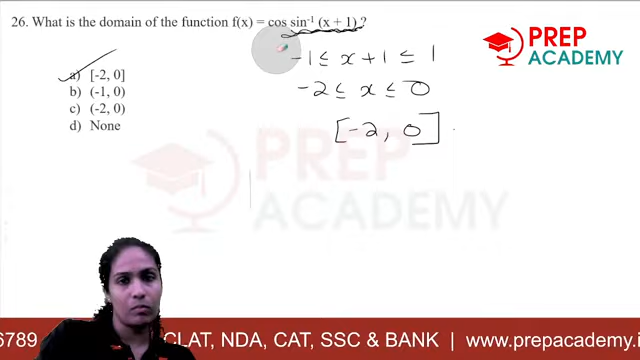 26. What is the domain of the function f(x) = cos sin⁻¹ (x + 1) ?
a) [-2, 0]
b) (-1, 0)
c) (-2, 0)
d) None
-1 ≤ x + 1 ≤ 1
-2 ≤ x ≤ 0
[-2, 0]
PREP
ACADEMY
PREP
ACADEMY
6789
CLAT, NDA, CAT, SSC & BANK | www.prepacademy.i